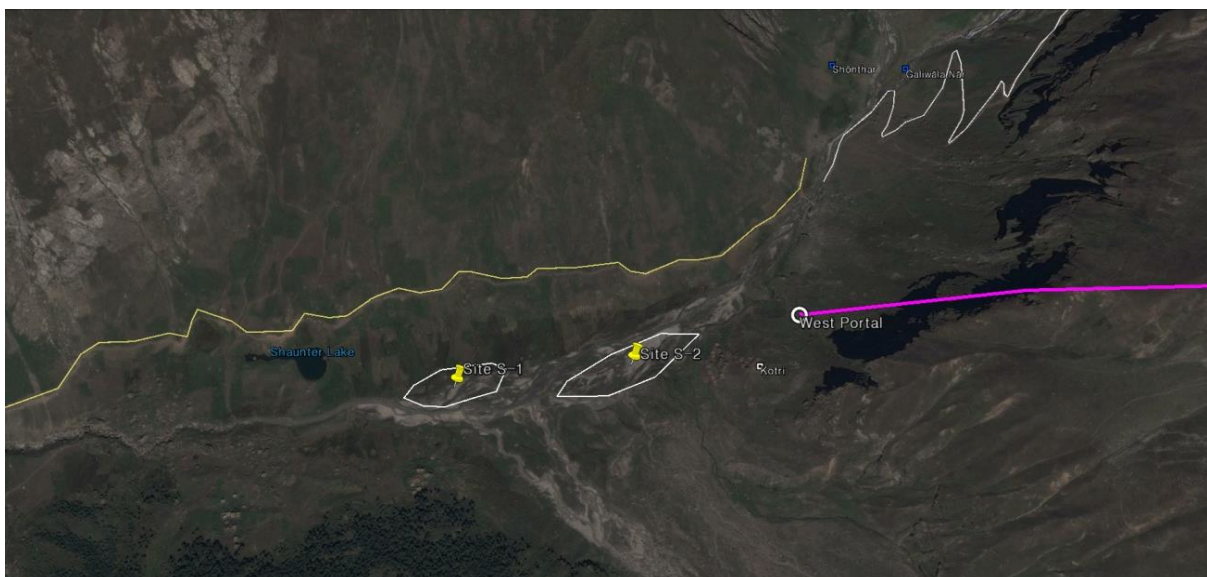 Shonthar
Galiwala Nar
West Portal
Shaunter Lake
Site S-2
Site S-1
Kotri